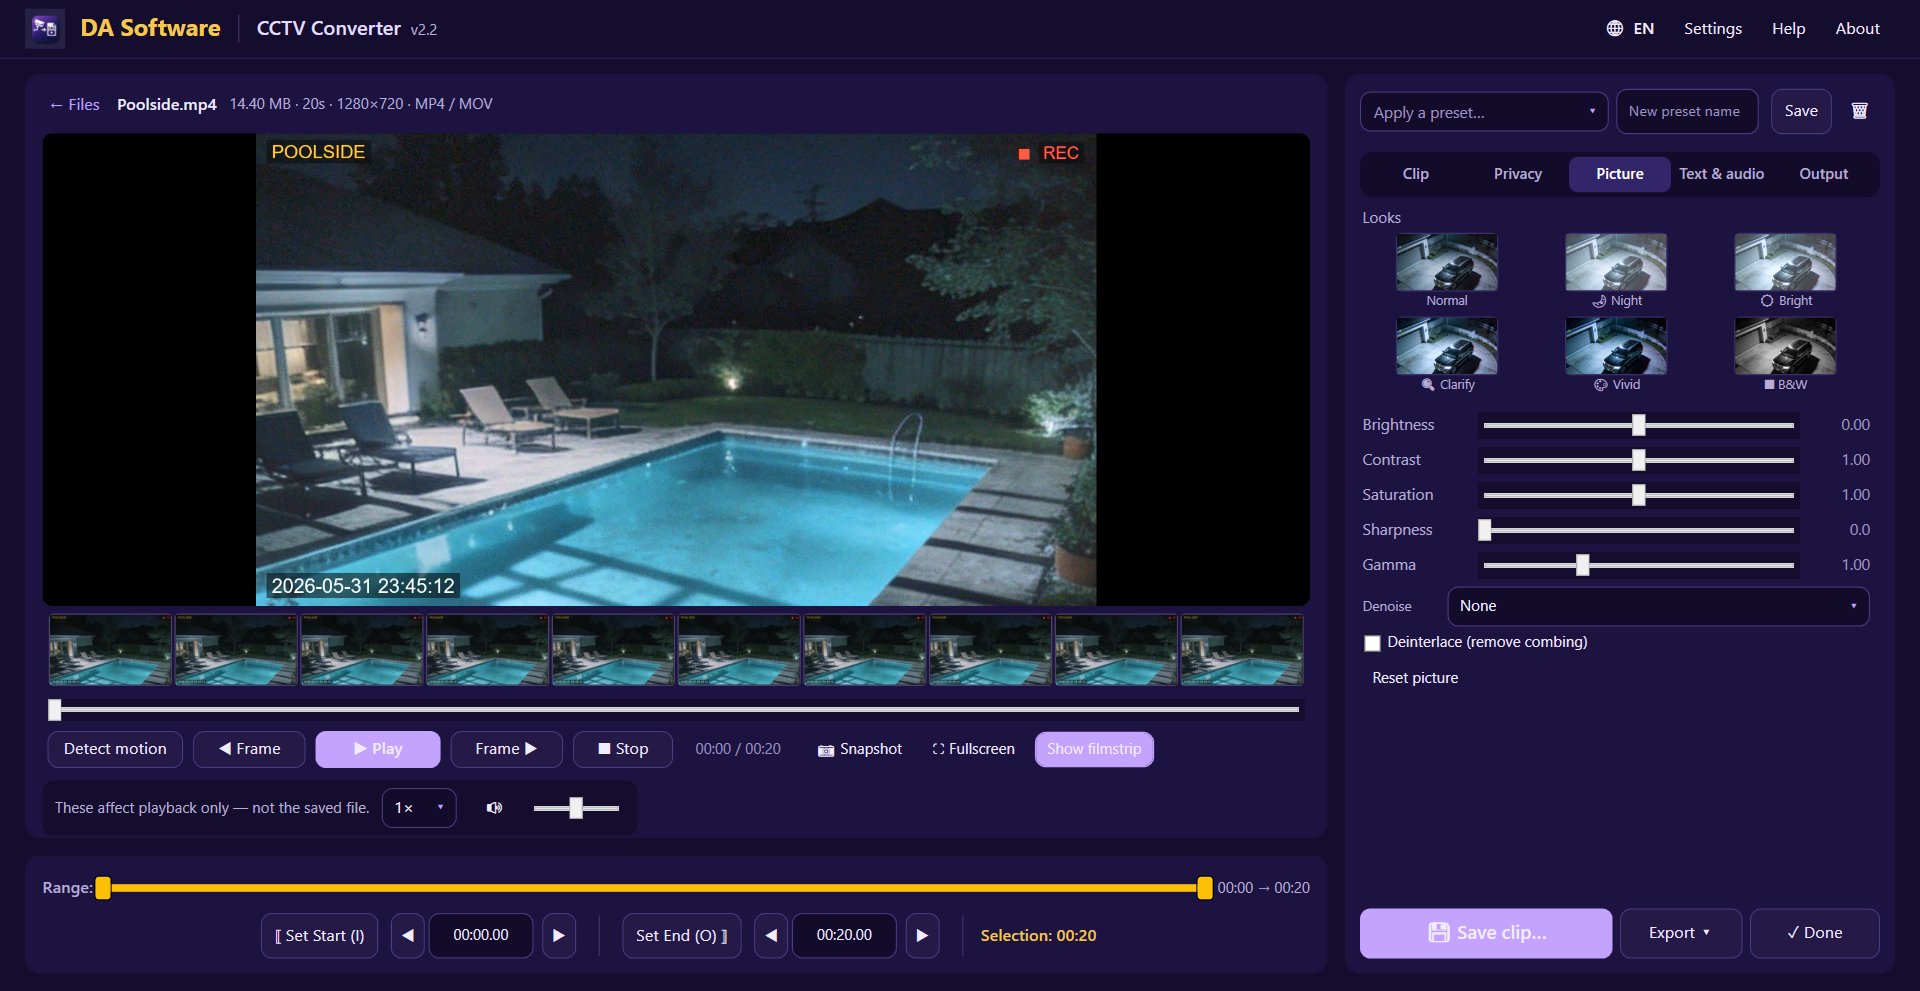 DA Software
CCTV Converter v2.2
EN
Settings
Help
About
← Files
Poolside.mp4
14.40 MB · 20s · 1280×720 · MP4 / MOV
POOLSIDE
REC
2026-05-31 23:45:12
Detect motion
◀ Frame
▶ Play
Frame ▶
■ Stop
00:00 / 00:20
Snapshot
Fullscreen
Show filmstrip
These affect playback only — not the saved file.
1×
Range:
00:00 → 00:20
⟦ Set Start (I)
◀
00:00.00
▶
Set End (O) ⟧
◀
00:20.00
▶
Selection: 00:20
Apply a preset...
New preset name
Save
Clip
Privacy
Picture
Text & audio
Output
Looks
Normal
Night
Bright
Clarify
Vivid
B&W
Brightness 0.00
Contrast 1.00
Saturation 1.00
Sharpness 0.0
Gamma 1.00
Denoise
None
Deinterlace (remove combing)
Reset picture
Save clip...
Export ▾
✓ Done